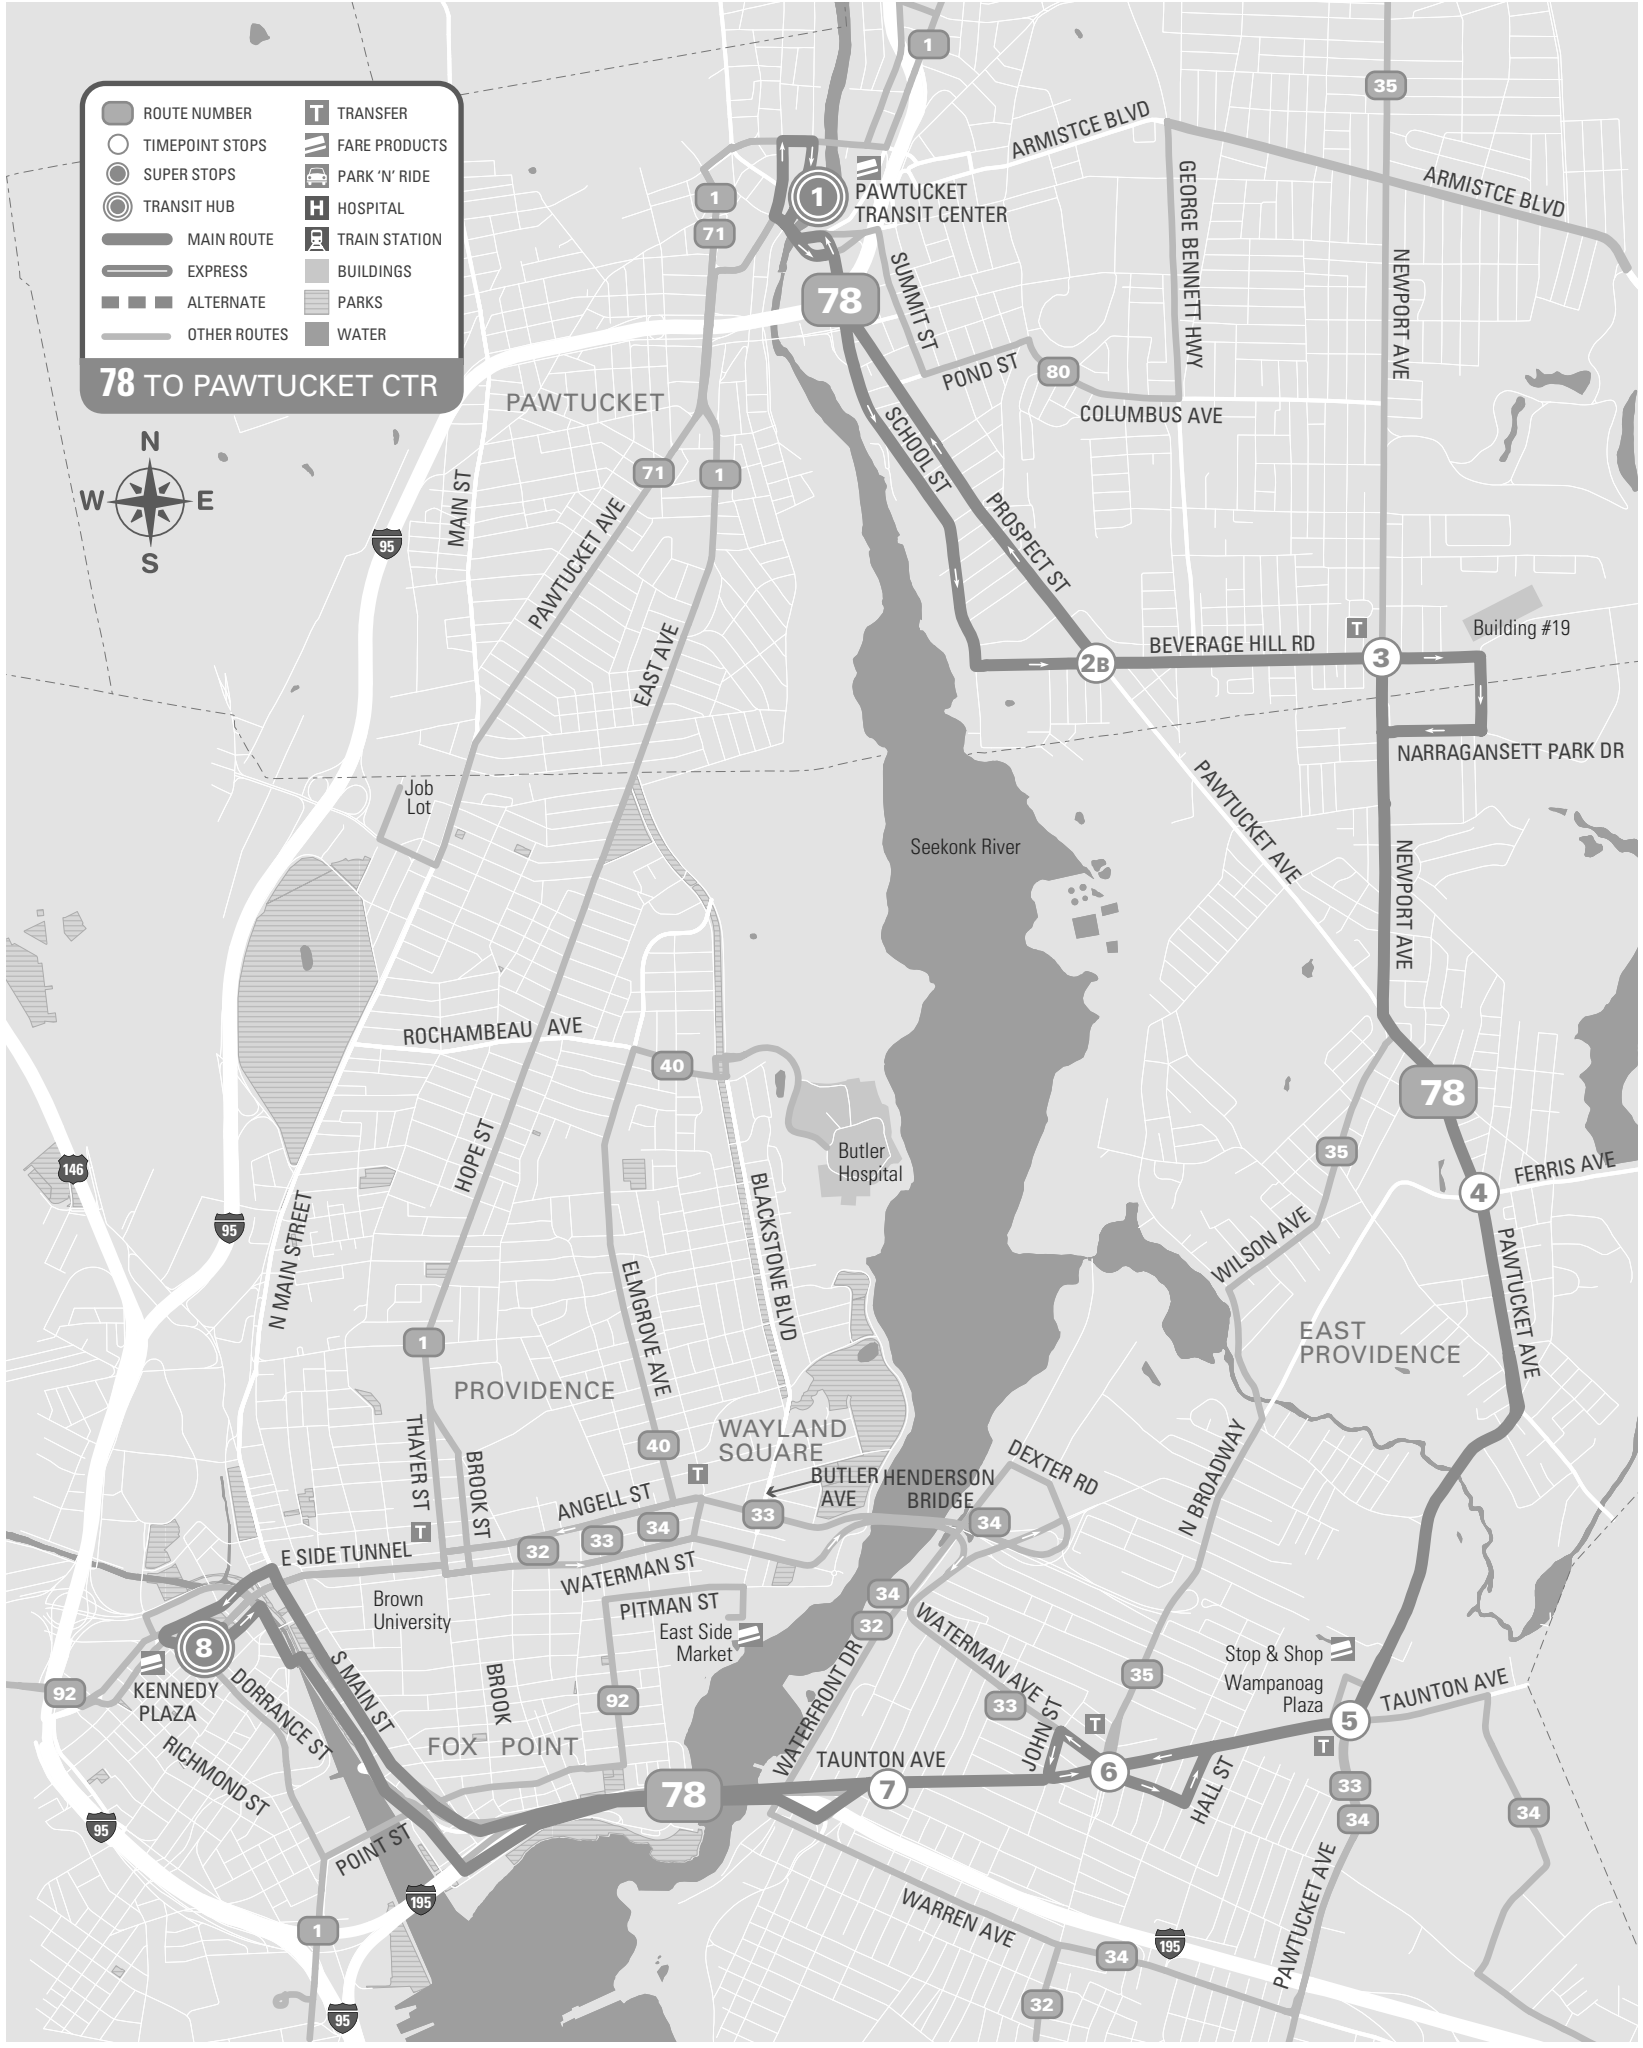 ROUTE NUMBER
TIMEPOINT STOPS
SUPER STOPS
TRANSIT HUB
MAIN ROUTE
EXPRESS
ALTERNATE
OTHER ROUTES
T TRANSFER
FARE PRODUCTS
PARK 'N' RIDE
H HOSPITAL
TRAIN STATION
BUILDINGS
PARKS
WATER
78 TO PAWTUCKET CTR
N
W E
S
1
35
ARMISTCE BLVD
ARMISTCE BLVD
1
PAWTUCKET
TRANSIT CENTER
1
71
GEORGE BENNETT HWY
NEWPORT AVE
SUMMIT ST
78
POND ST
80
COLUMBUS AVE
PAWTUCKET
SCHOOL ST
71
1
MAIN ST
95
PAWTUCKET AVE
PROSPECT ST
EAST AVE
T
Building #19
BEVERAGE HILL RD
2B
3
NARRAGANSETT PARK DR
Job
Lot
PAWTUCKET AVE
Seekonk River
NEWPORT AVE
ROCHAMBEAU AVE
40
78
HOPE ST
Butler
Hospital
35
146
FERRIS AVE
4
95
N MAIN STREET
BLACKSTONE BLVD
WILSON AVE
PAWTUCKET AVE
ELMGROVE AVE
1
EAST
PROVIDENCE
PROVIDENCE
WAYLAND
SQUARE
40
THAYER ST
BROOK ST
T
BUTLER
AVE
HENDERSON
BRIDGE
DEXTER RD
N BROADWAY
ANGELL ST
33
34
T
32
33
34
E SIDE TUNNEL
WATERMAN ST
Brown
University
PITMAN ST
34
32
East Side
Market
WATERMAN AVE
Stop & Shop
Wampanoag
Plaza
8
KENNEDY
PLAZA
92
DORRANCE ST
S MAIN ST
BROOK
92
WATERFRONT DR
33
35
JOHN ST
T
TAUNTON AVE
5
T
RICHMOND ST
FOX POINT
TAUNTON AVE
6
7
78
HALL ST
33
34
34
95
POINT ST
195
WARREN AVE
PAWTUCKET AVE
1
195
34
32
95